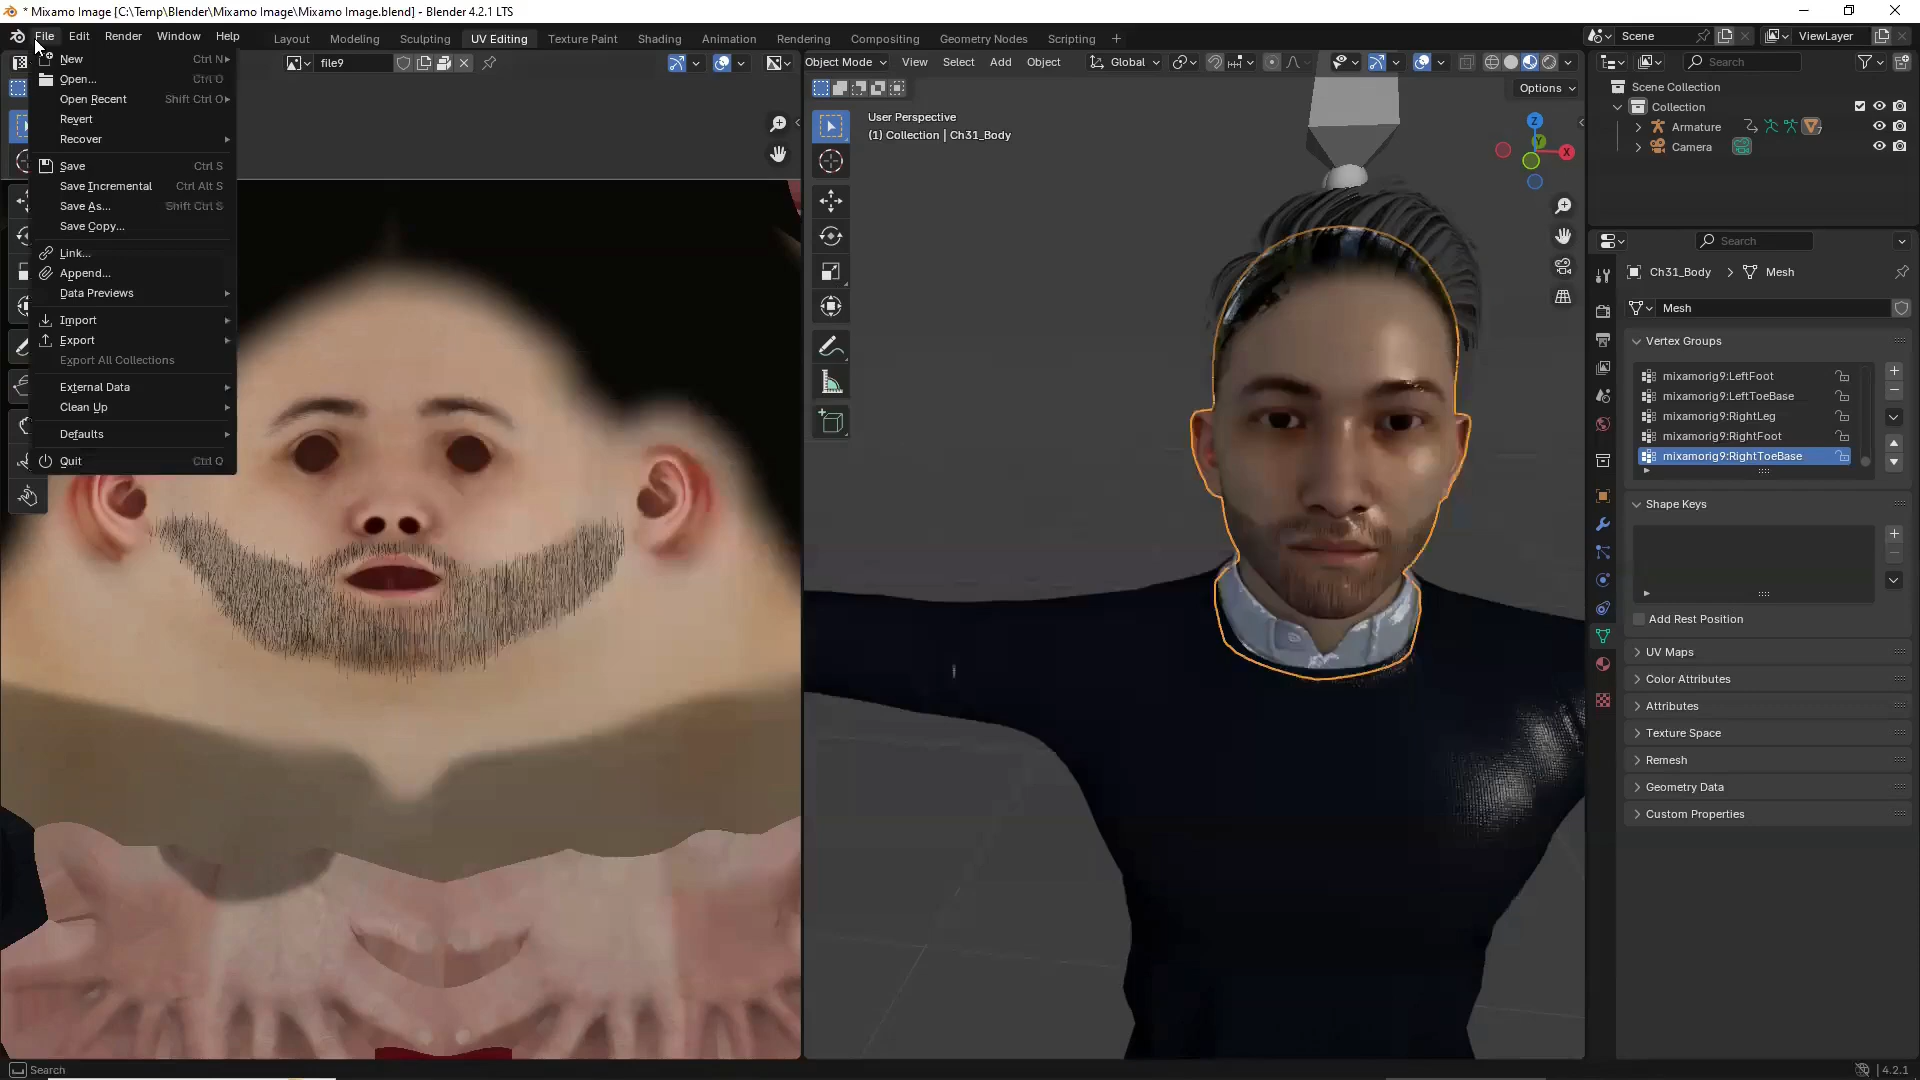 * Mixamo Image [C:\Temp\Blender\Mixamo Image\Mixamo Image.blend] - Blender 4.2.1 LTS
File Edit Render Window Help
Layout Modeling Sculpting UV Editing Texture Paint Shading Animation Rendering Compositing Geometry Nodes Scripting +
Scene
ViewLayer
New Ctrl N
Open... Ctrl O
Open Recent Shift Ctrl O
Revert
Recover
Save Ctrl S
Save Incremental Ctrl Alt S
Save As... Shift Ctrl S
Save Copy...
Link...
Append...
Data Previews
Import
Export
Export All Collections
External Data
Clean Up
Defaults
Quit Ctrl Q
file9
Object Mode View Select Add Object
Global
Options
User Perspective
(1) Collection | Ch31_Body
Z
Y
X
Search
Scene Collection
Collection
Armature
7
Camera
Search
Ch31_Body > Mesh
Mesh
Vertex Groups
mixamorig9:LeftFoot
mixamorig9:LeftToeBase
mixamorig9:RightLeg
mixamorig9:RightFoot
mixamorig9:RightToeBase
Shape Keys
Add Rest Position
UV Maps
Color Attributes
Attributes
Texture Space
Remesh
Geometry Data
Custom Properties
Search
4.2.1